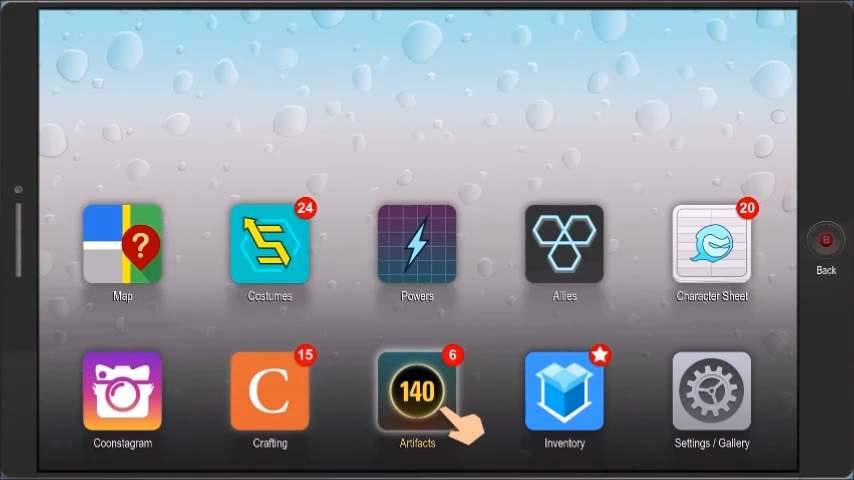 24
20
?
Map
Costumes
Powers
Allies
Character Sheet
B
Back
15
6
C
140
Coonstagram
Crafting
Artifacts
Inventory
Settings / Gallery